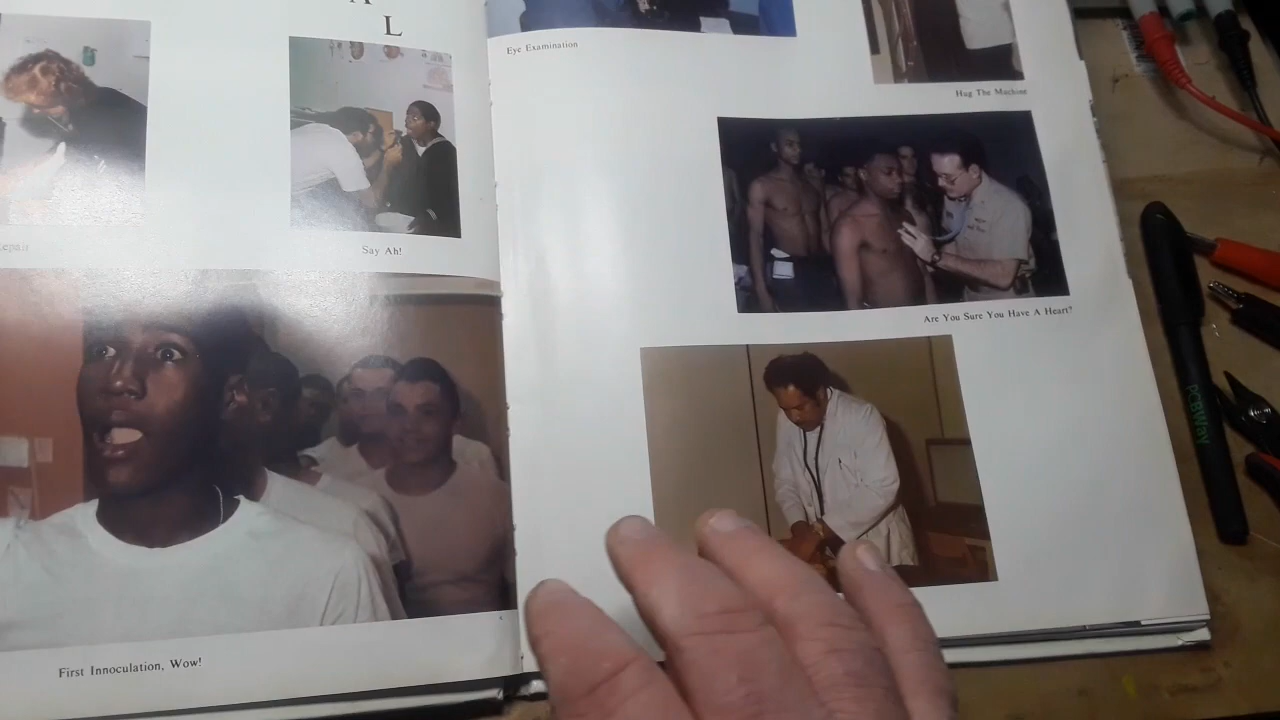 L
Eye Examination
Hug The Machine
Say Ah!
Are You Sure You Have A Heart?
First Innoculation, Wow!
PCBWay